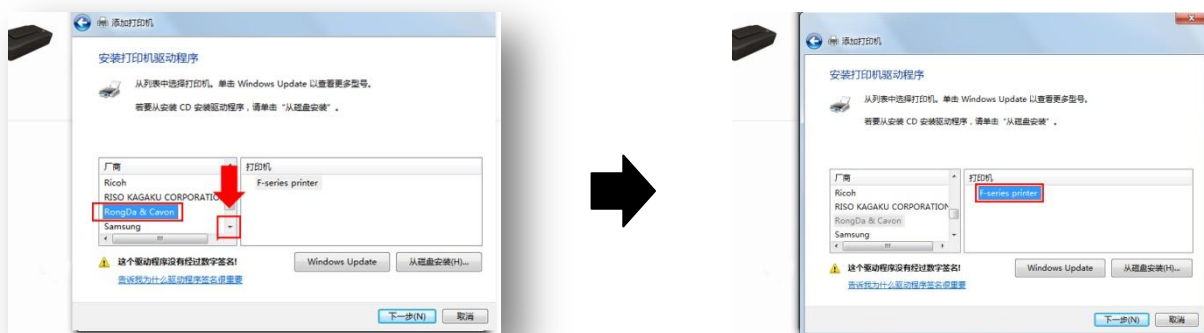 添加打印机
安装打印机驱动程序
从列表中选择打印机。单击 Windows Update 以查看更多型号。
若要从安装 CD 安装驱动程序，请单击“从磁盘安装”。
厂商
打印机
Ricoh
F-series printer
RISO KAGAKU CORPORATIO
RongDa & Cavon
Samsung
这个驱动程序没有经过数字签名!
Windows Update
从磁盘安装(H)...
告诉我为什么驱动程序签名很重要
下一步(N)
取消
添加打印机
安装打印机驱动程序
从列表中选择打印机。单击 Windows Update 以查看更多型号。
若要从安装 CD 安装驱动程序，请单击“从磁盘安装”。
厂商
打印机
Ricoh
F-series printer
RISO KAGAKU CORPORATION
RongDa & Cavon
Samsung
这个驱动程序没有经过数字签名!
Windows Update
从磁盘安装(H)...
告诉我为什么驱动程序签名很重要
下一步(N)
取消